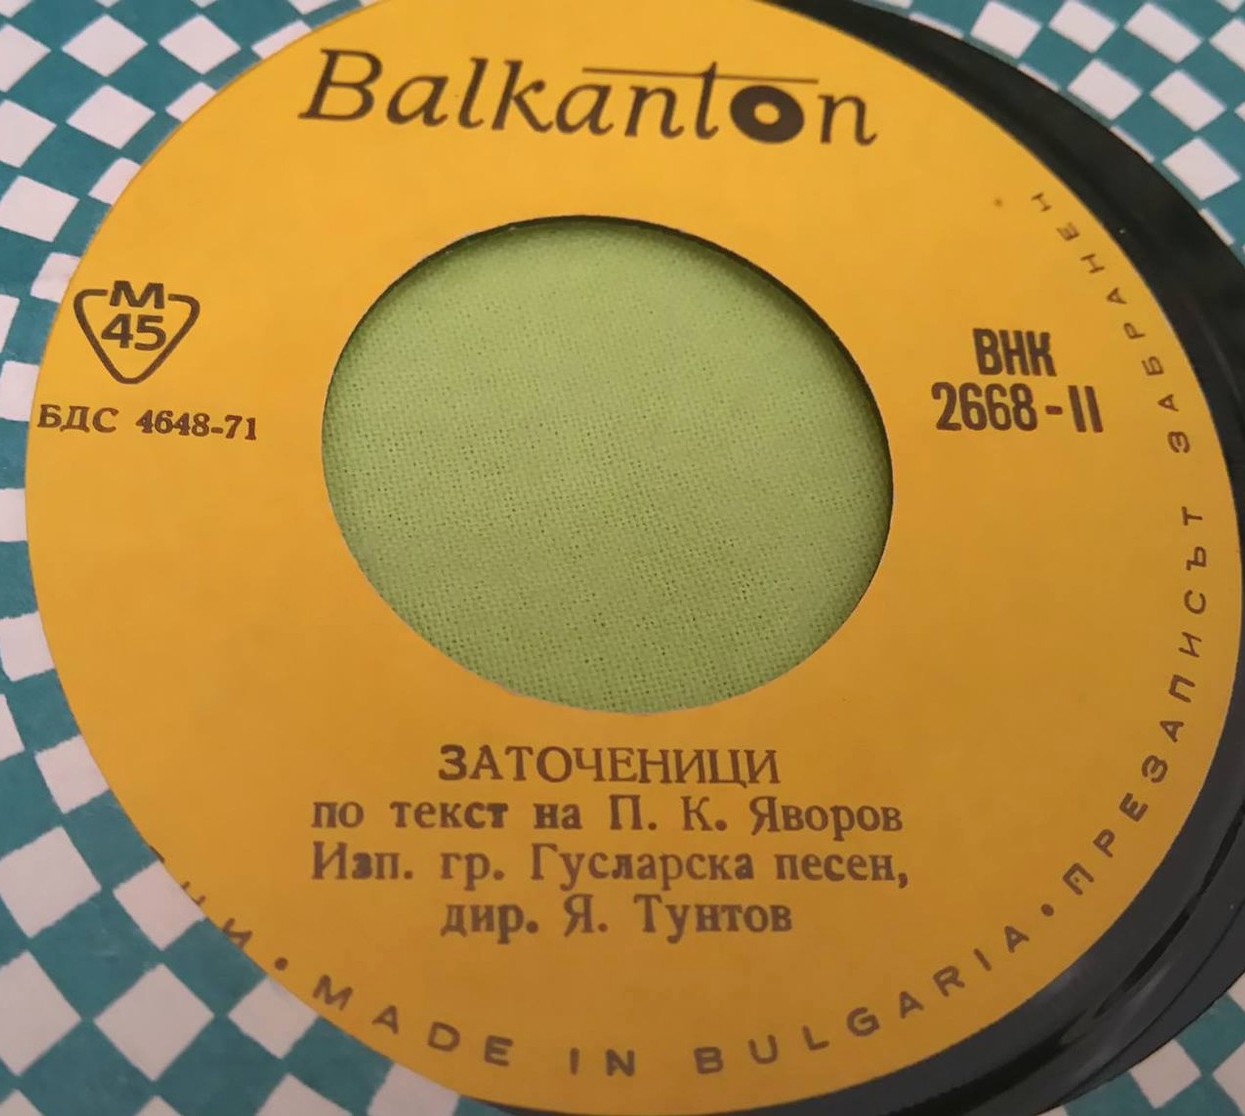 Balkanton
М
45
БДС 4648-71
ВНК
2668-II
ЗАТОЧЕНИЦИ
по текст на П. К. Яворов
Изп. гр. Гусларска песен,
дир. Я. Тунтов
• MADE IN BULGARIA • ПРЕЗАПИСЪТ ЗАБРАНЕН